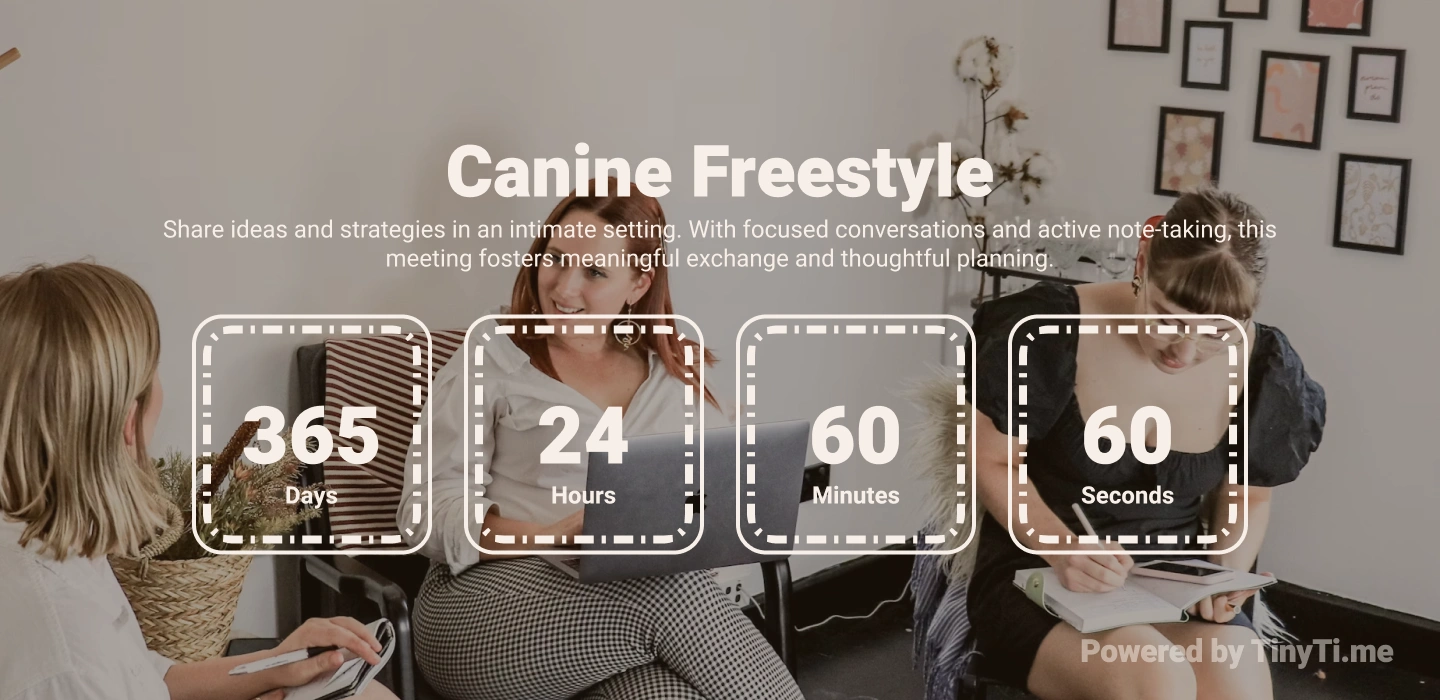 Canine Freestyle
Share ideas and strategies in an intimate setting. With focused conversations and active note-taking, this
meeting fosters meaningful exchange and thoughtful planning.
365
Days
24
Hours
60
Minutes
60
Seconds
Powered by TinyTi.me